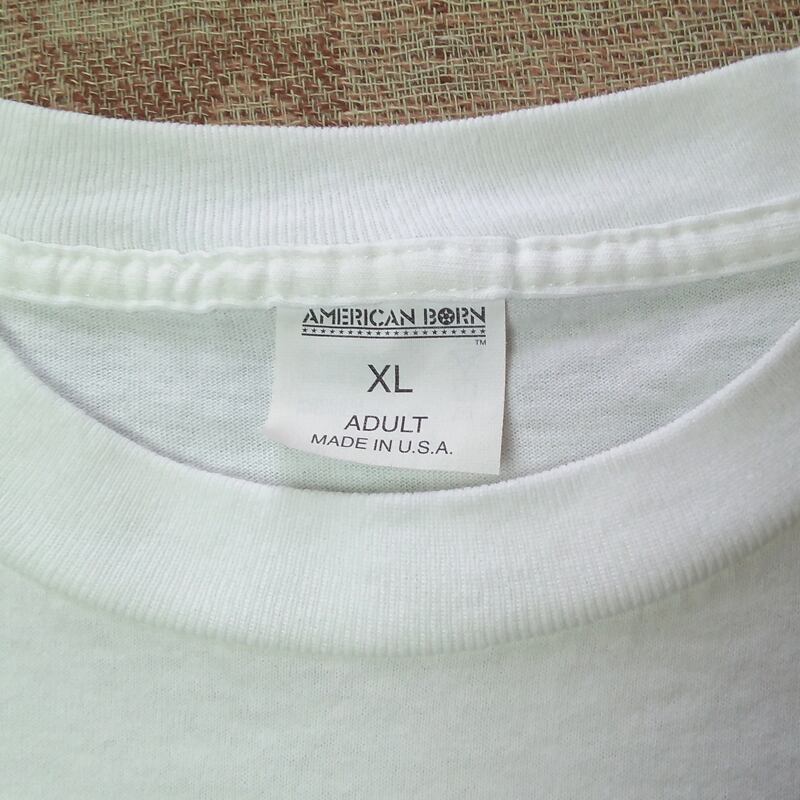 AMERICAN BORN
TM
XL
ADULT
MADE IN U.S.A.